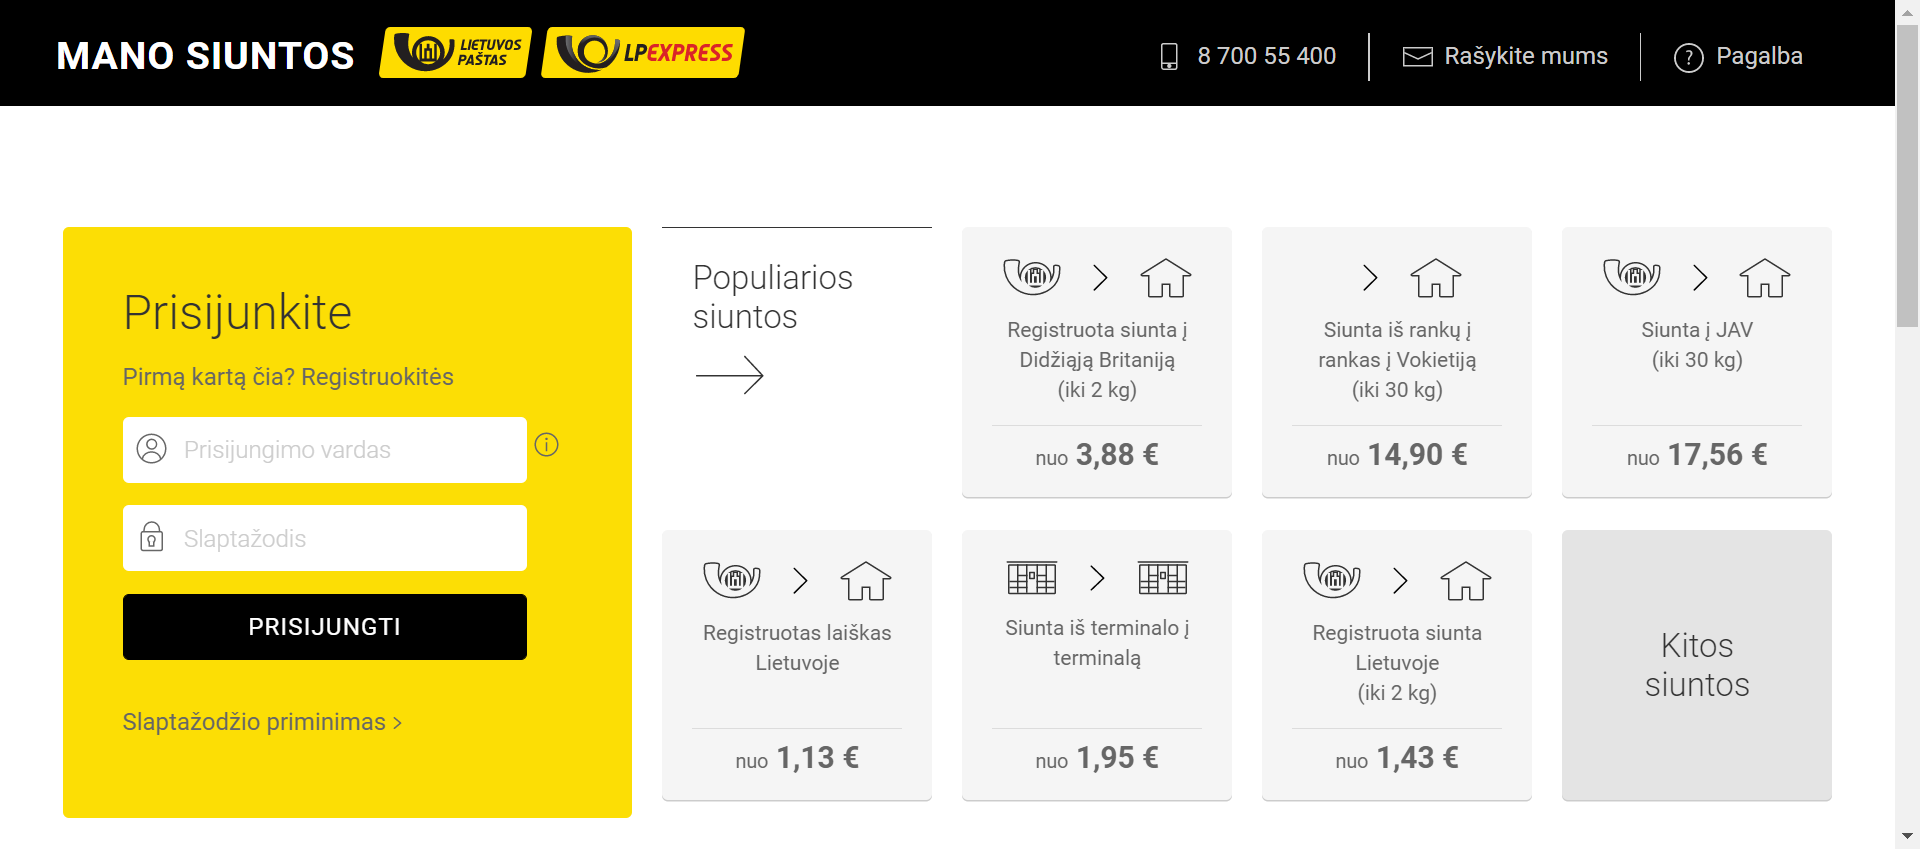 MANO SIUNTOS
LIETUVOS
PAŠTAS
LPEXPRESS
8 700 55 400
Rašykite mums
? Pagalba
Prisijunkite
Pirmą kartą čia? Registruokitės
Prisijungimo vardas
i
Slaptažodis
PRISIJUNGTI
Slaptažodžio priminimas >
Populiarios
siuntos
Registruota siunta į
Didžiąją Britaniją
(iki 2 kg)
nuo 3,88 €
Siunta iš rankų į
rankas į Vokietiją
(iki 30 kg)
nuo 14,90 €
Siunta į JAV
(iki 30 kg)
nuo 17,56 €
Registruotas laiškas
Lietuvoje
nuo 1,13 €
Siunta iš terminalo į
terminalą
nuo 1,95 €
Registruota siunta
Lietuvoje
(iki 2 kg)
nuo 1,43 €
Kitos
siuntos